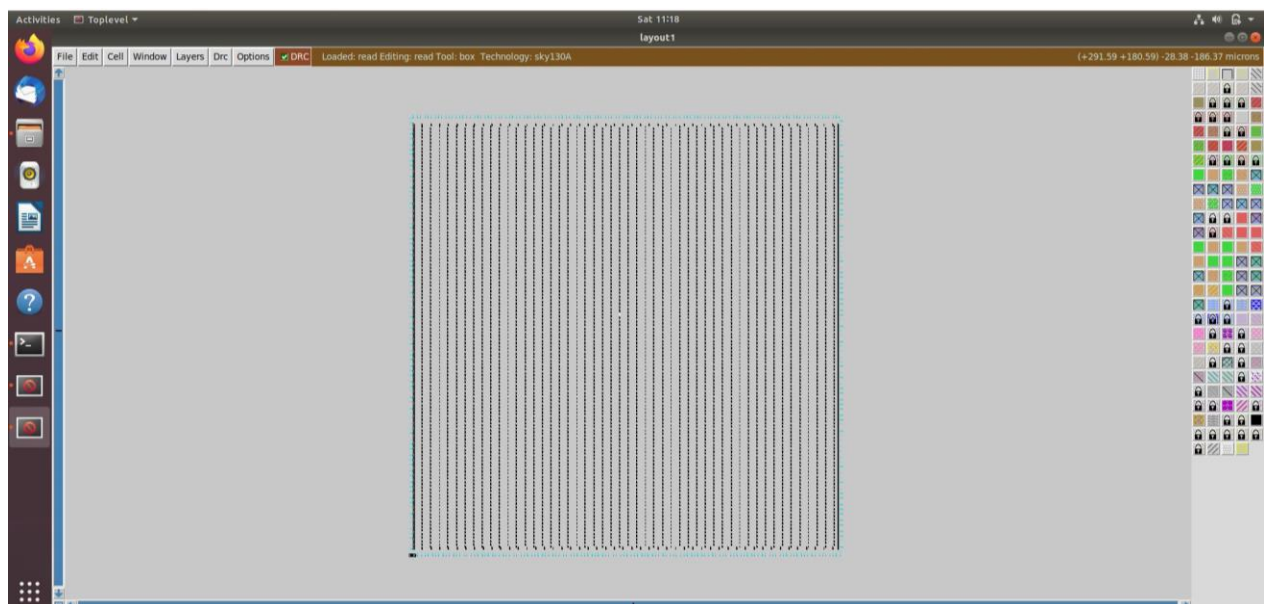 Activities Toplevel Sat 11:18
layout1
File Edit Cell Window Layers Drc Options DRC Loaded: read Editing: read Tool: box Technology: sky130A (+291.59 +180.59) -28.38 -186.37 microns